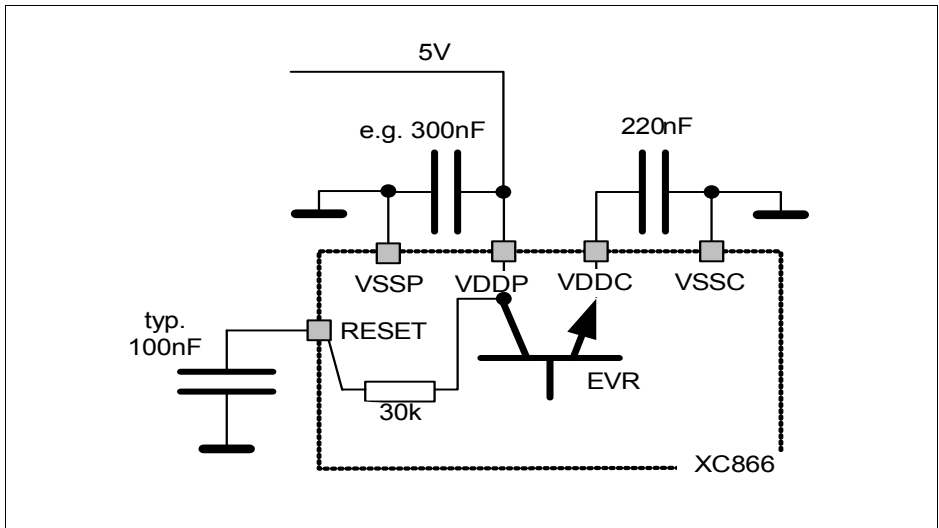 5V
e.g. 300nF
220nF
VSSP
VDDP
VDDC
VSSC
typ.
100nF
RESET
EVR
30k
XC866